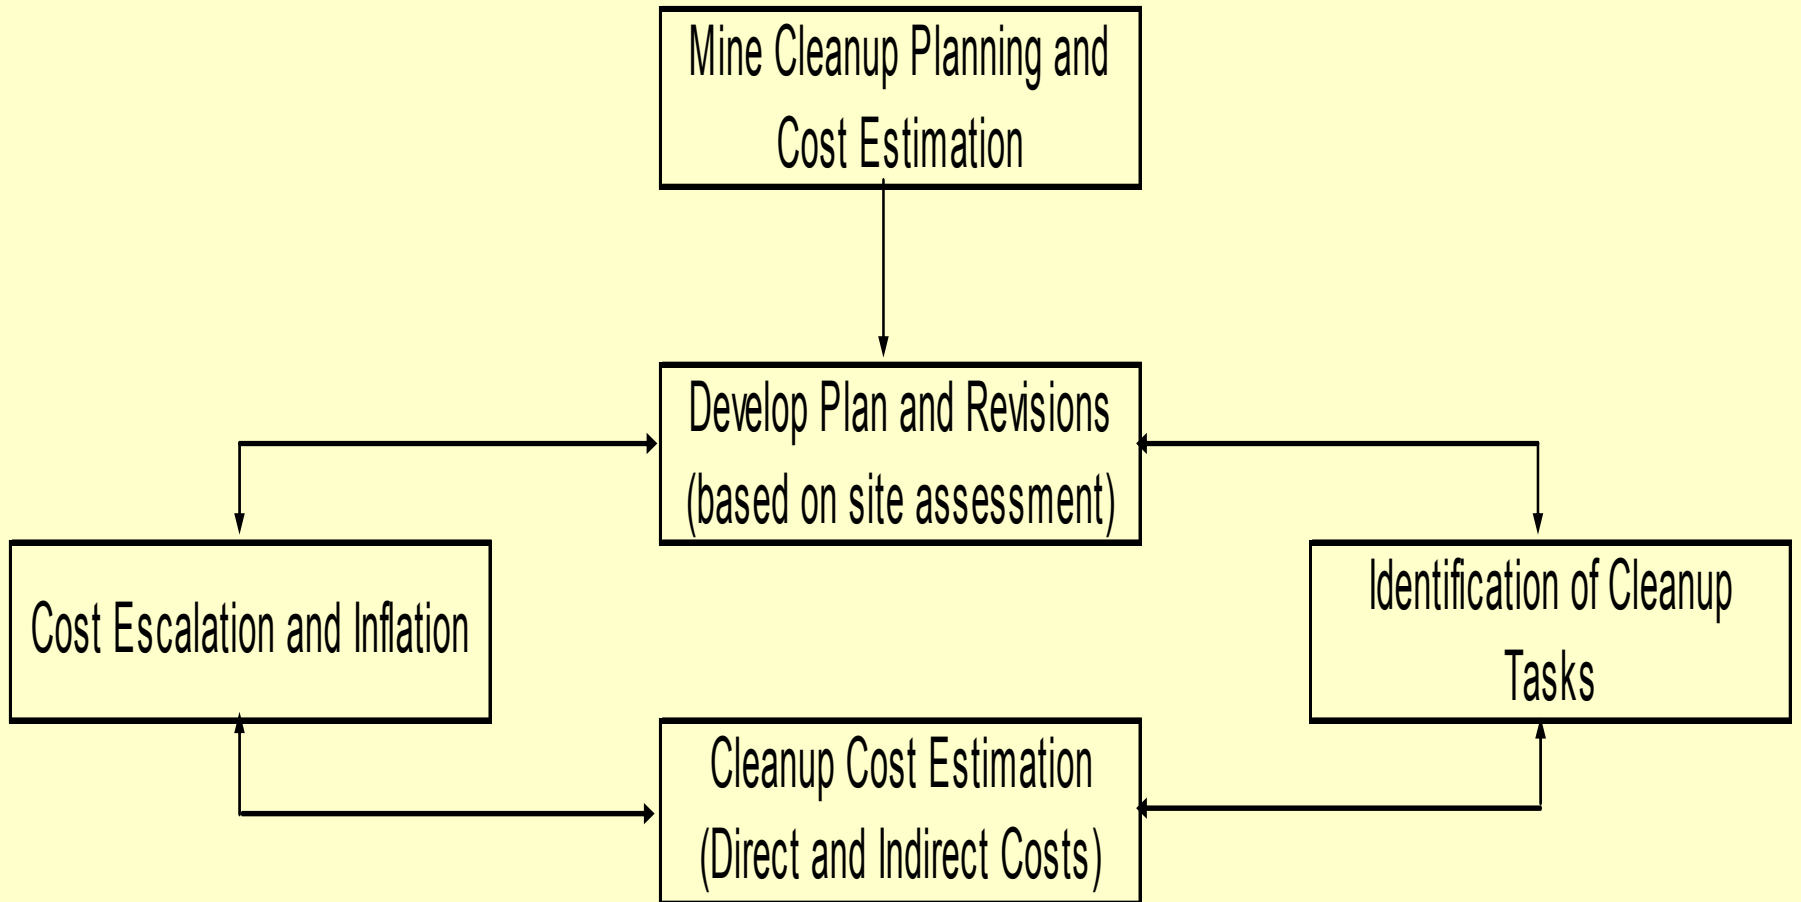 Mine Cleanup Planning and
Cost Estimation
Develop Plan and Revisions
(based on site assessment)
Cost Escalation and Inflation
Identification of Cleanup
Tasks
Cleanup Cost Estimation
(Direct and Indirect Costs)